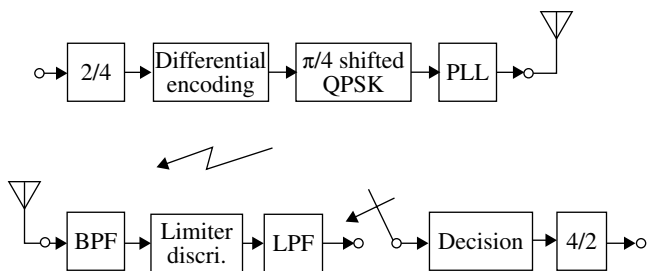 2/4
Differential
encoding
π/4 shifted
QPSK
PLL
BPF
Limiter
discri.
LPF
Decision
4/2